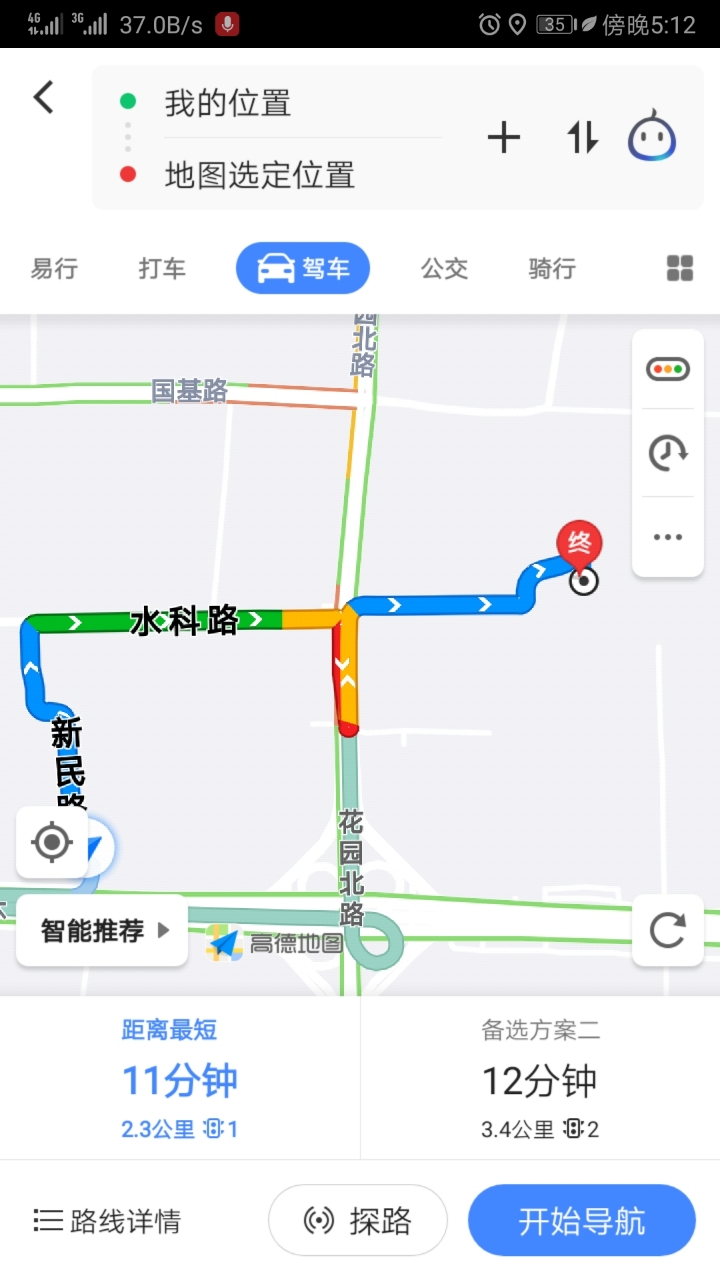 4G 3G 37.0B/s 35 傍晚5:12
我的位置
地图选定位置
易行 打车 驾车 公交 骑行
园北路
国基路
终
水科路
新民路
花园北路
智能推荐
高德地图
距离最短
11分钟
2.3公里 1
备选方案二
12分钟
3.4公里 2
路线详情 探路 开始导航